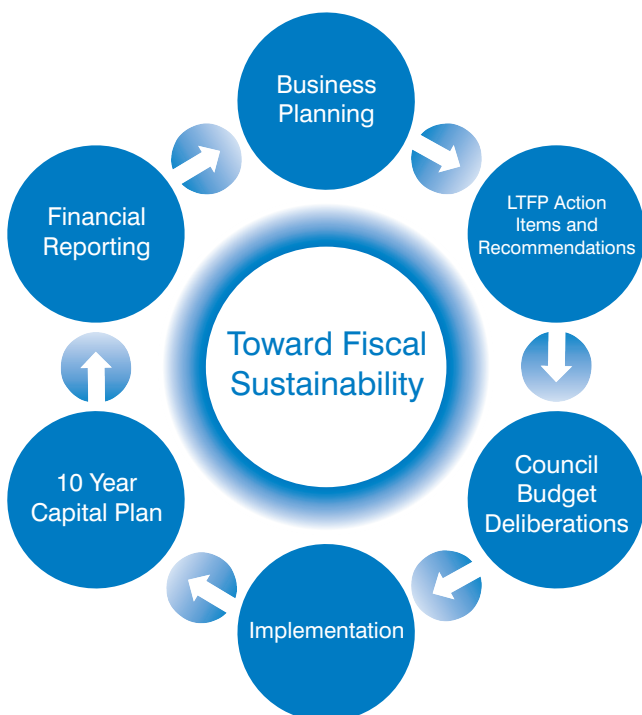 Business
Planning
LTFP Action
Items and
Recommendations
Council
Budget
Deliberations
Implementation
10 Year
Capital Plan
Financial
Reporting
Toward Fiscal
Sustainability